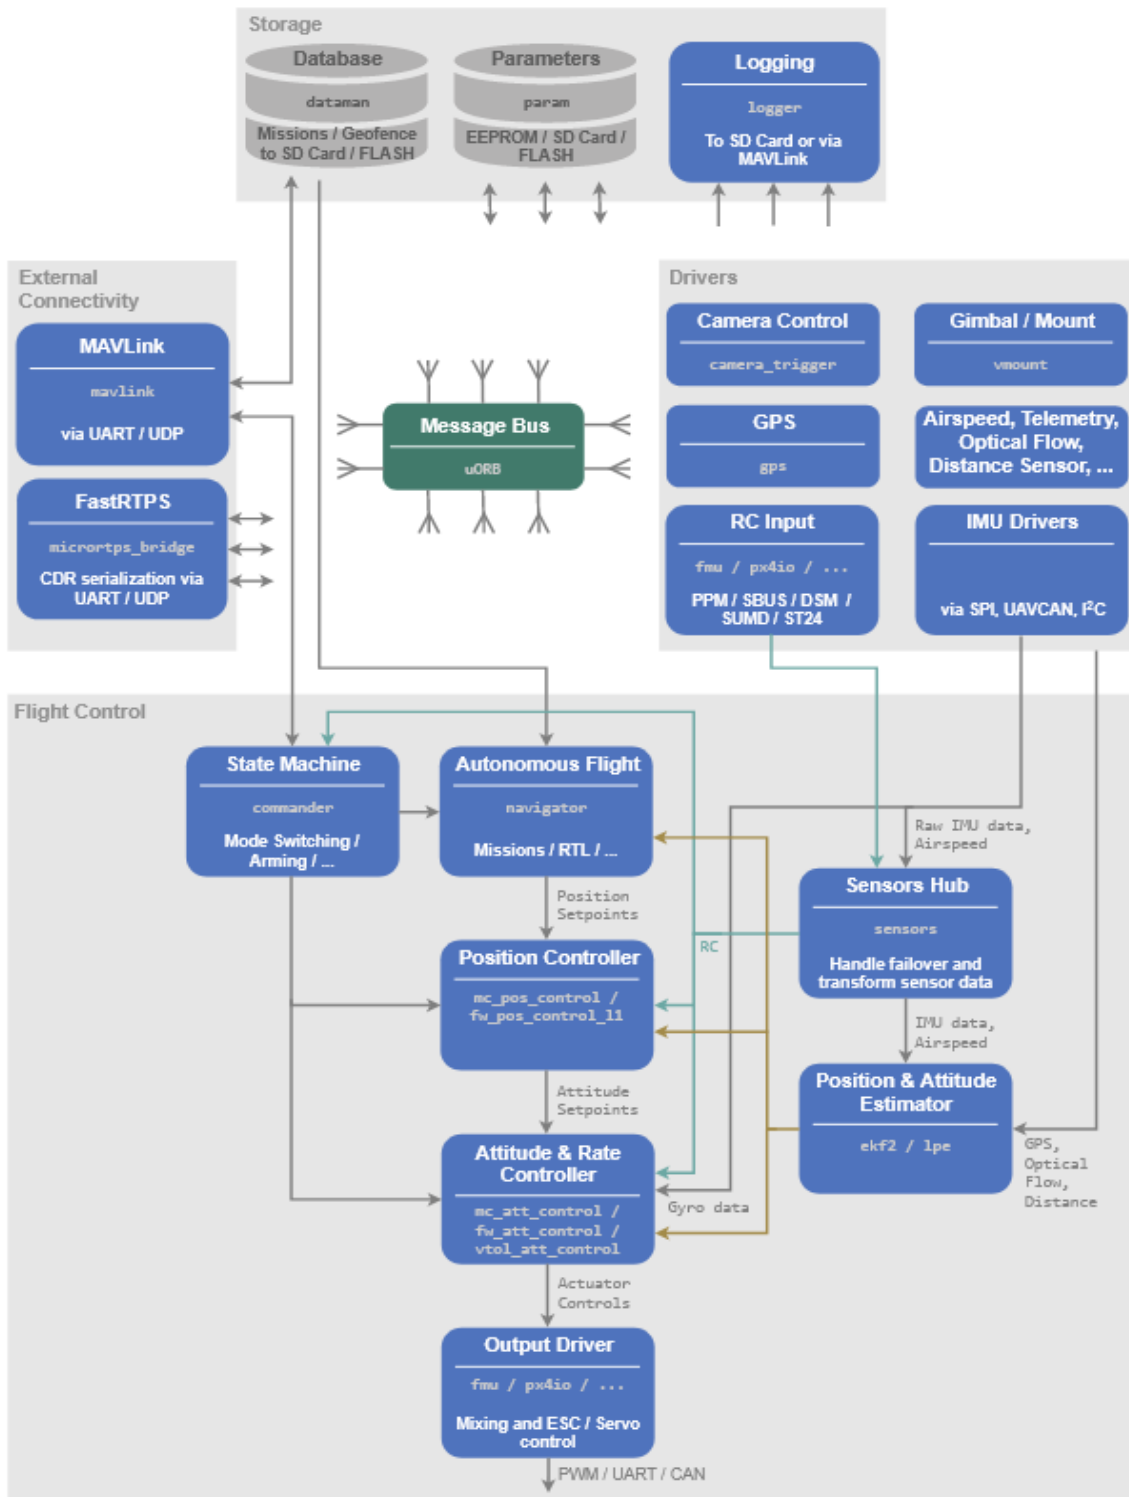 Storage
Database
dataman
Missions / Geofence
to SD Card / FLASH
Parameters
param
EEPROM / SD Card /
FLASH
Logging
logger
To SD Card or via
MAVLink
External
Connectivity
MAVLink
mavlink
via UART / UDP
FastRTPS
micrortps_bridge
CDR serialization via
UART / UDP
Message Bus
uORB
Drivers
Camera Control
camera_trigger
Gimbal / Mount
vmount
GPS
gps
Airspeed, Telemetry,
Optical Flow,
Distance Sensor, ...
RC Input
fmu / px4io / ...
PPM / SBUS / DSM /
SUMD / ST24
IMU Drivers
via SPI, UAVCAN, I²C
Flight Control
State Machine
commander
Mode Switching /
Arming / ...
Autonomous Flight
navigator
Missions / RTL / ...
Raw IMU data,
Airspeed
Position
Setpoints
Sensors Hub
sensors
Handle failover and
transform sensor data
RC
Position Controller
mc_pos_control /
fw_pos_control_l1
IMU data,
Airspeed
Attitude
Setpoints
Position & Attitude
Estimator
ekf2 / lpe
GPS,
Optical
Flow,
Distance
Attitude & Rate
Controller
mc_att_control /
fw_att_control /
vtol_att_control
Gyro data
Actuator
Controls
Output Driver
fmu / px4io / ...
Mixing and ESC / Servo
control
PWM / UART / CAN